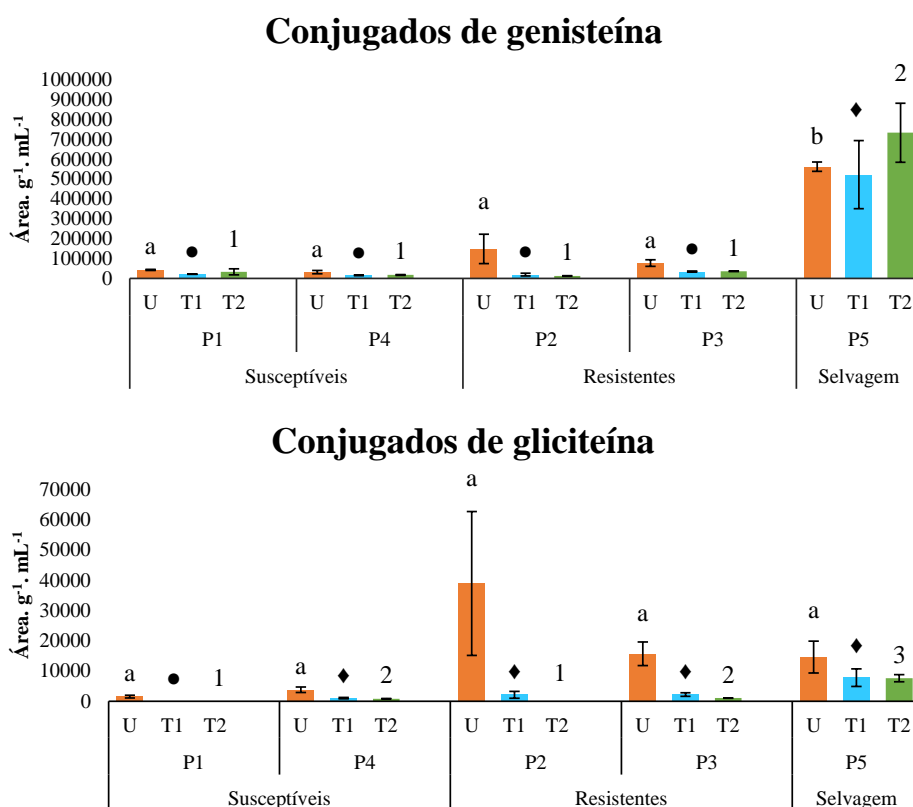 Conjugados de genisteína
Área. g⁻¹. mL⁻¹
1000000
900000
800000
700000
600000
500000
400000
300000
200000
100000
0
a ● 1 a ● 1 a ● 1 a ● 1 b ♦ 2
U T1 T2 U T1 T2 U T1 T2 U T1 T2 U T1 T2
P1 P4 P2 P3 P5
Susceptíveis Resistentes Selvagem
Conjugados de gliciteína
Área. g⁻¹. mL⁻¹
70000
60000
50000
40000
30000
20000
10000
0
a ● 1 a ♦ 2 a ♦ 1 a ♦ 2 a ♦ 3
U T1 T2 U T1 T2 U T1 T2 U T1 T2 U T1 T2
P1 P4 P2 P3 P5
Susceptíveis Resistentes Selvagem